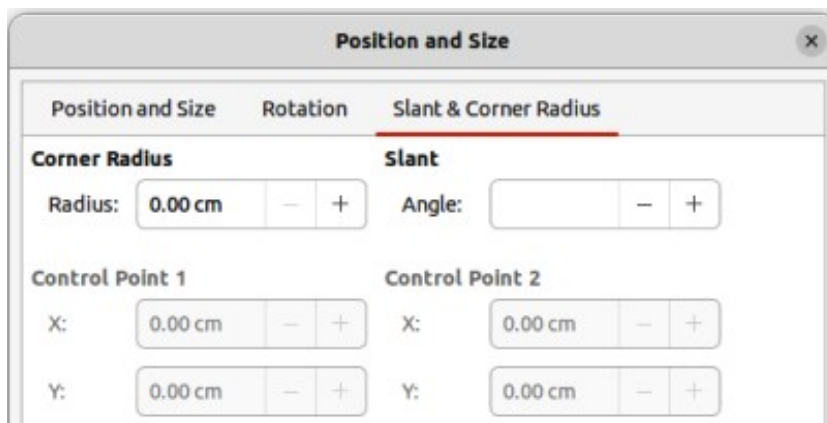 Position and Size
Position and Size Rotation Slant & Corner Radius
Corner Radius Slant
Radius: 0.00 cm − + Angle: − +
Control Point 1 Control Point 2
X: 0.00 cm − + X: 0.00 cm − +
Y: 0.00 cm − + Y: 0.00 cm − +